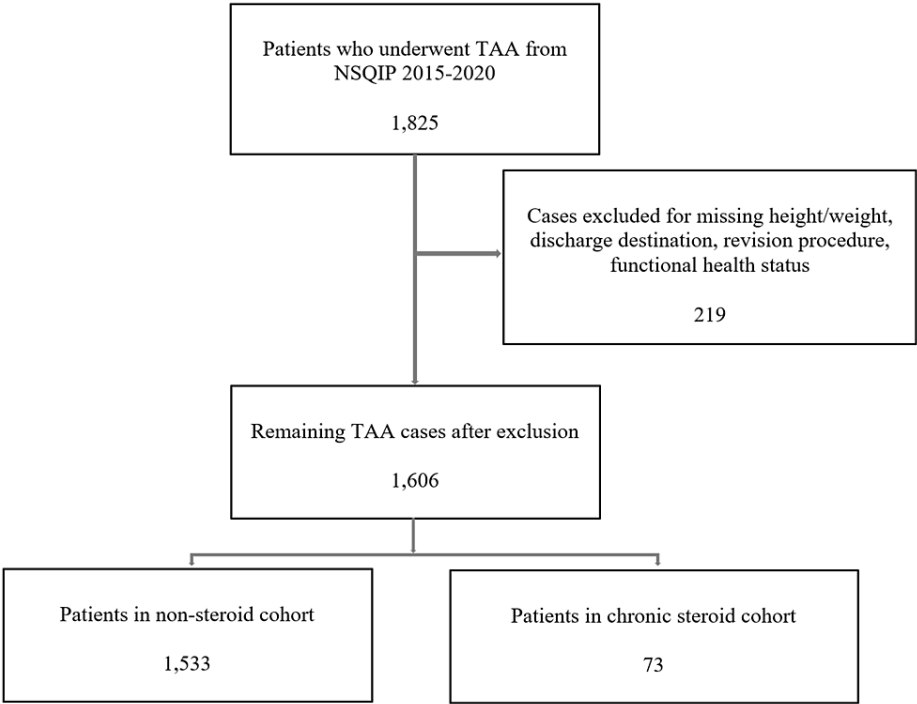 Patients who underwent TAA from
NSQIP 2015-2020
1,825
Cases excluded for missing height/weight,
discharge destination, revision procedure,
functional health status
219
Remaining TAA cases after exclusion
1,606
Patients in non-steroid cohort
1,533
Patients in chronic steroid cohort
73